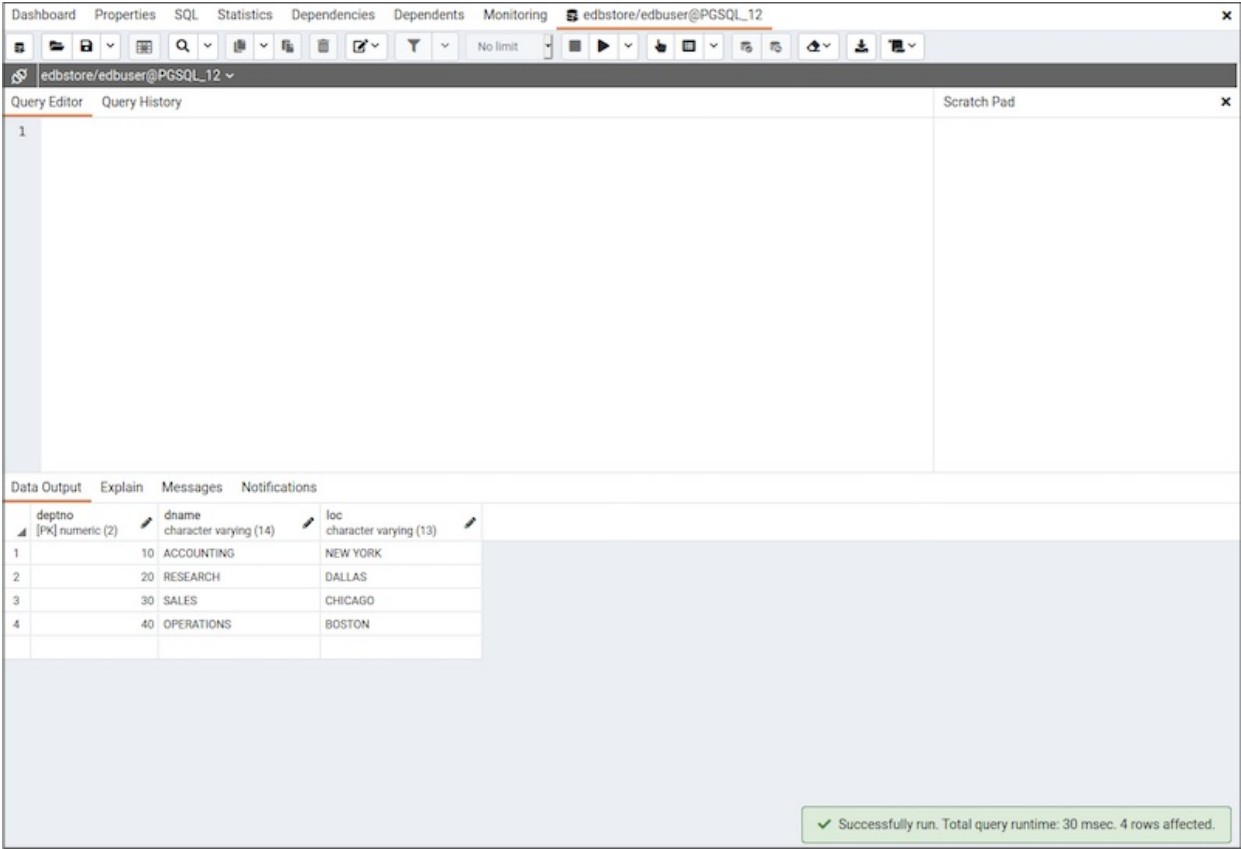 Dashboard Properties SQL Statistics Dependencies Dependents Monitoring edbstore/edbuser@PGSQL_12
No limit
edbstore/edbuser@PGSQL_12
Query Editor Query History Scratch Pad
1
Data Output Explain Messages Notifications
deptno dname loc
[PK] numeric (2) character varying (14) character varying (13)
1 10 ACCOUNTING NEW YORK
2 20 RESEARCH DALLAS
3 30 SALES CHICAGO
4 40 OPERATIONS BOSTON
Successfully run. Total query runtime: 30 msec. 4 rows affected.